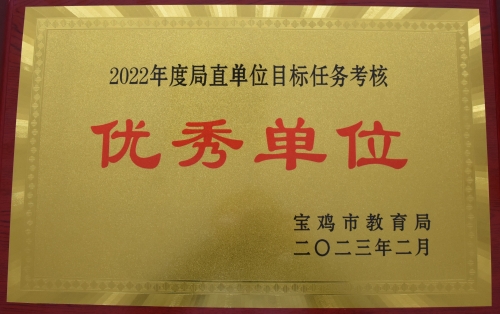 2022年度局直单位目标任务考核
优秀单位
宝鸡市教育局
二〇二三年二月